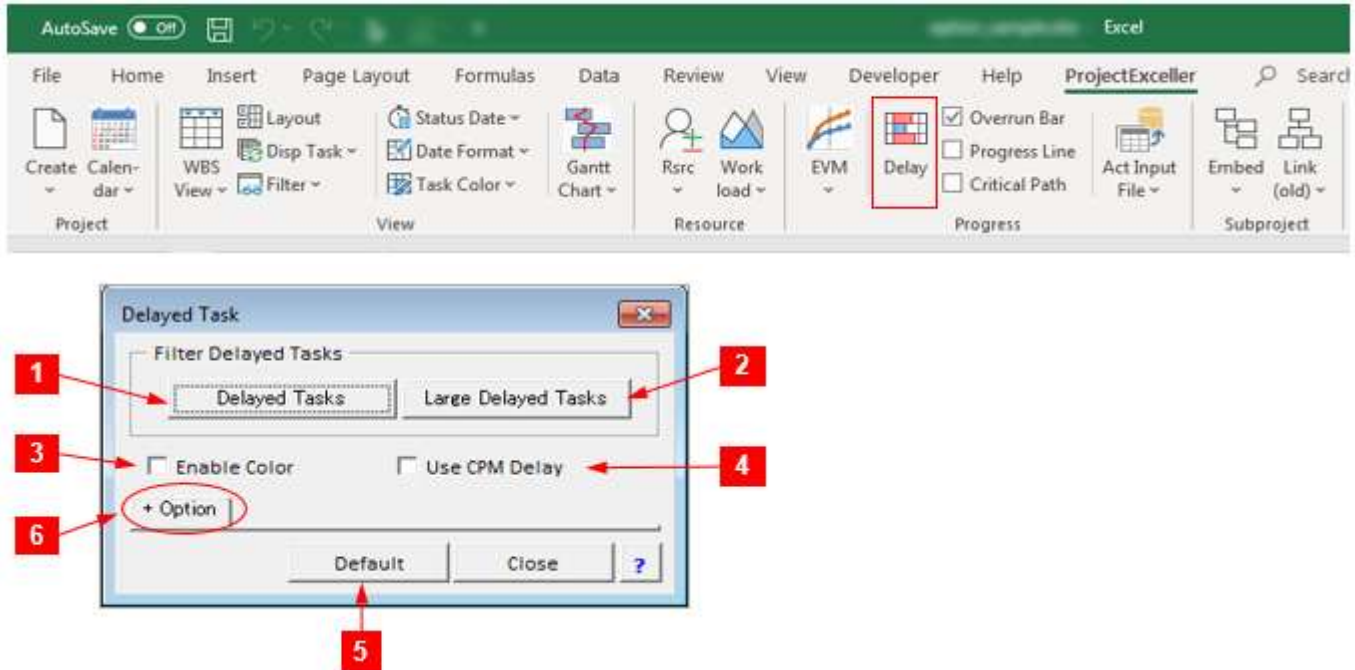 AutoSave Off Excel
File Home Insert Page Layout Formulas Data Review View Developer Help ProjectExceller Search
Create Calen-dar WBS View Layout Disp Task Filter Status Date Date Format Task Color Gantt Chart Rsrc Work load EVM Delay Overrun Bar Progress Line Critical Path Act Input File Embed Link (old)
Project View Resource Progress Subproject
Delayed Task
Filter Delayed Tasks
1 Delayed Tasks Large Delayed Tasks 2
3 Enable Color Use CPM Delay 4
6 + Option
Default Close ?
5